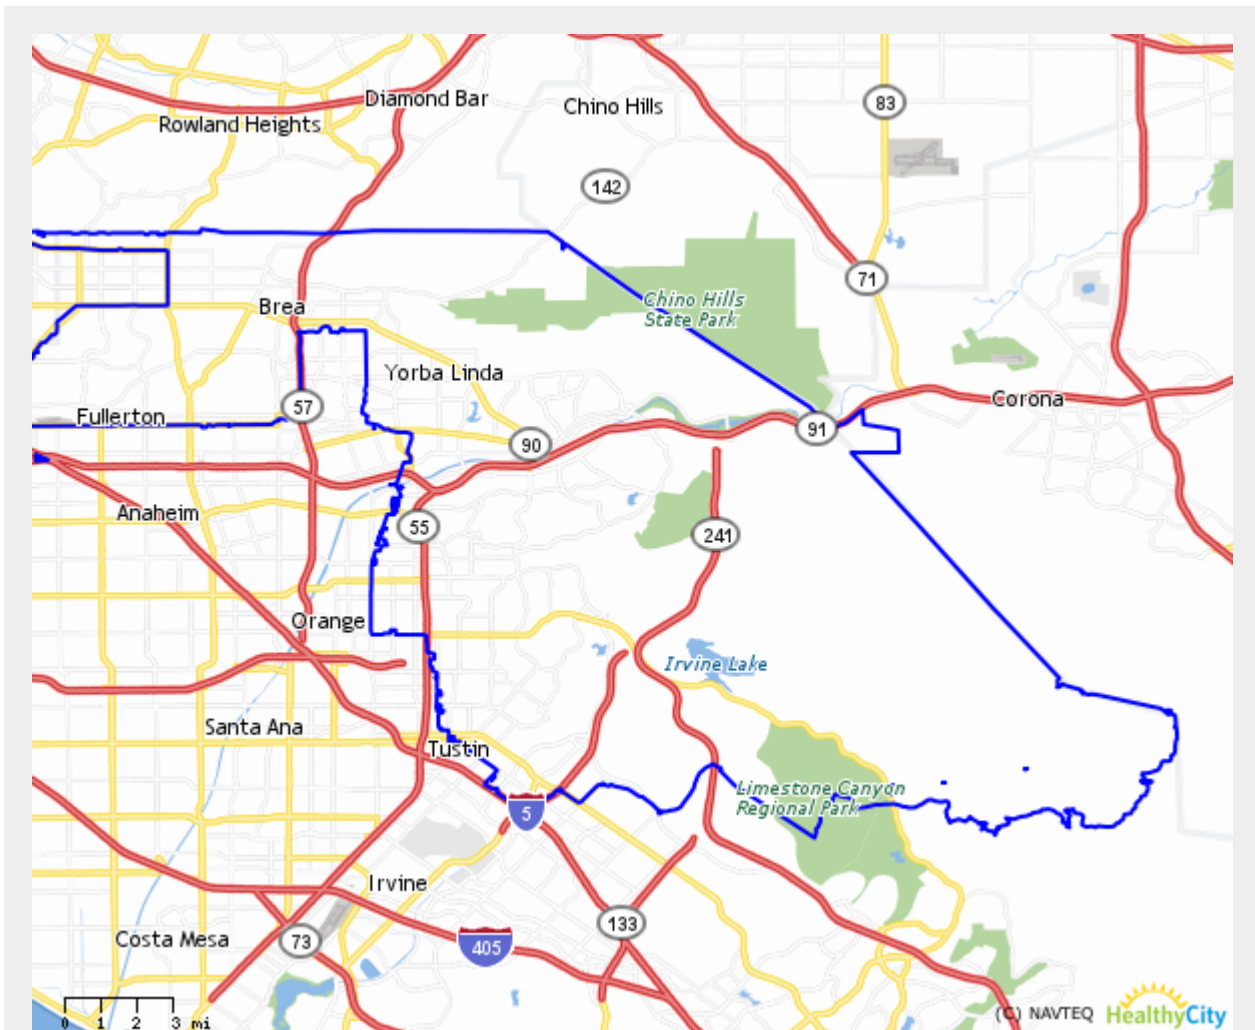 Diamond Bar
Chino Hills
83
Rowland Heights
142
71
Chino Hills
State Park
Brea
Yorba Linda
Corona
57
Fullerton
91
90
Anaheim
55
241
Orange
Irvine Lake
Santa Ana
Tustin
Limestone Canyon
Regional Park
5
Irvine
133
Costa Mesa
73
405
0 1 2 3 mi
(C) NAVTEQ HealthyCity